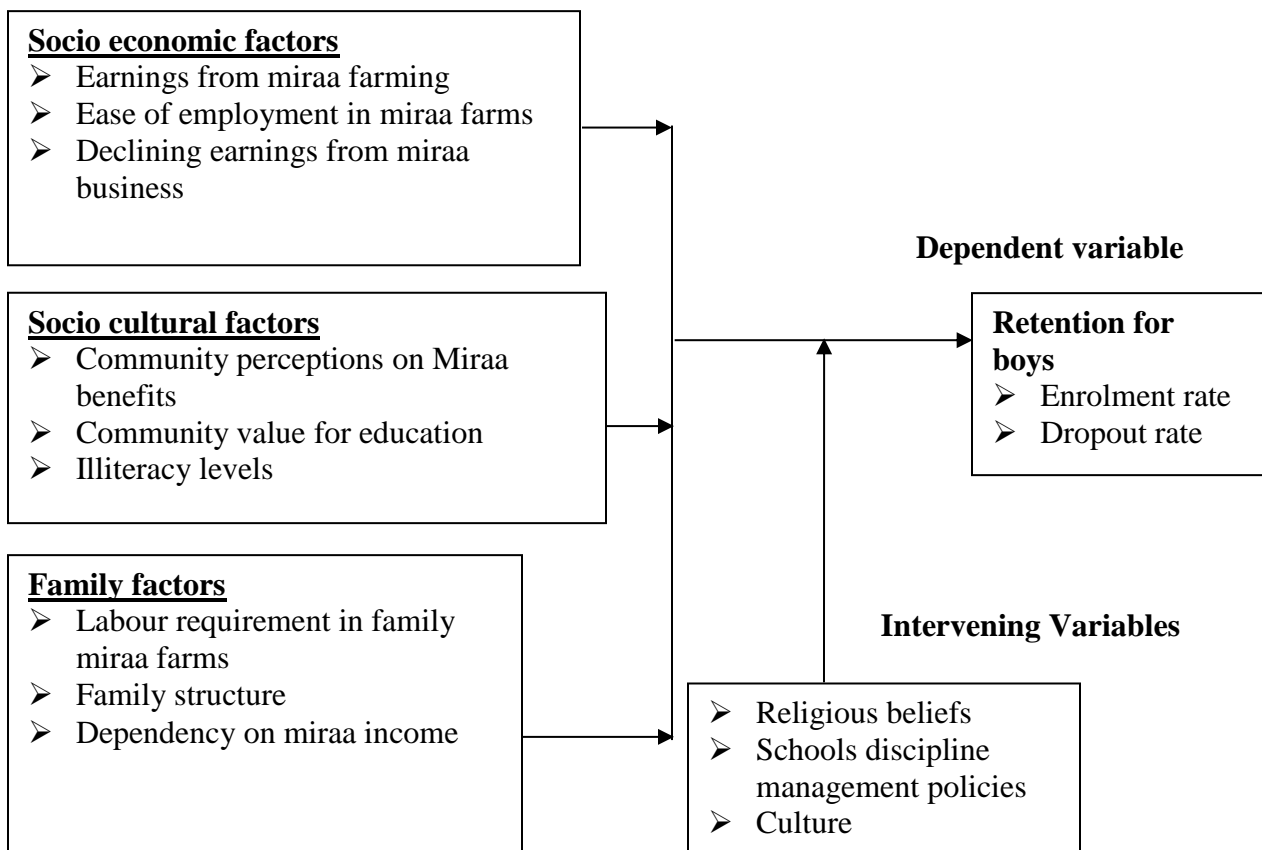 Socio economic factors
➢ Earnings from miraa farming
➢ Ease of employment in miraa farms
➢ Declining earnings from miraa
business
Socio cultural factors
➢ Community perceptions on Miraa
benefits
➢ Community value for education
➢ Illiteracy levels
Family factors
➢ Labour requirement in family
miraa farms
➢ Family structure
➢ Dependency on miraa income
Dependent variable
Retention for
boys
➢ Enrolment rate
➢ Dropout rate
Intervening Variables
➢ Religious beliefs
➢ Schools discipline
management policies
➢ Culture